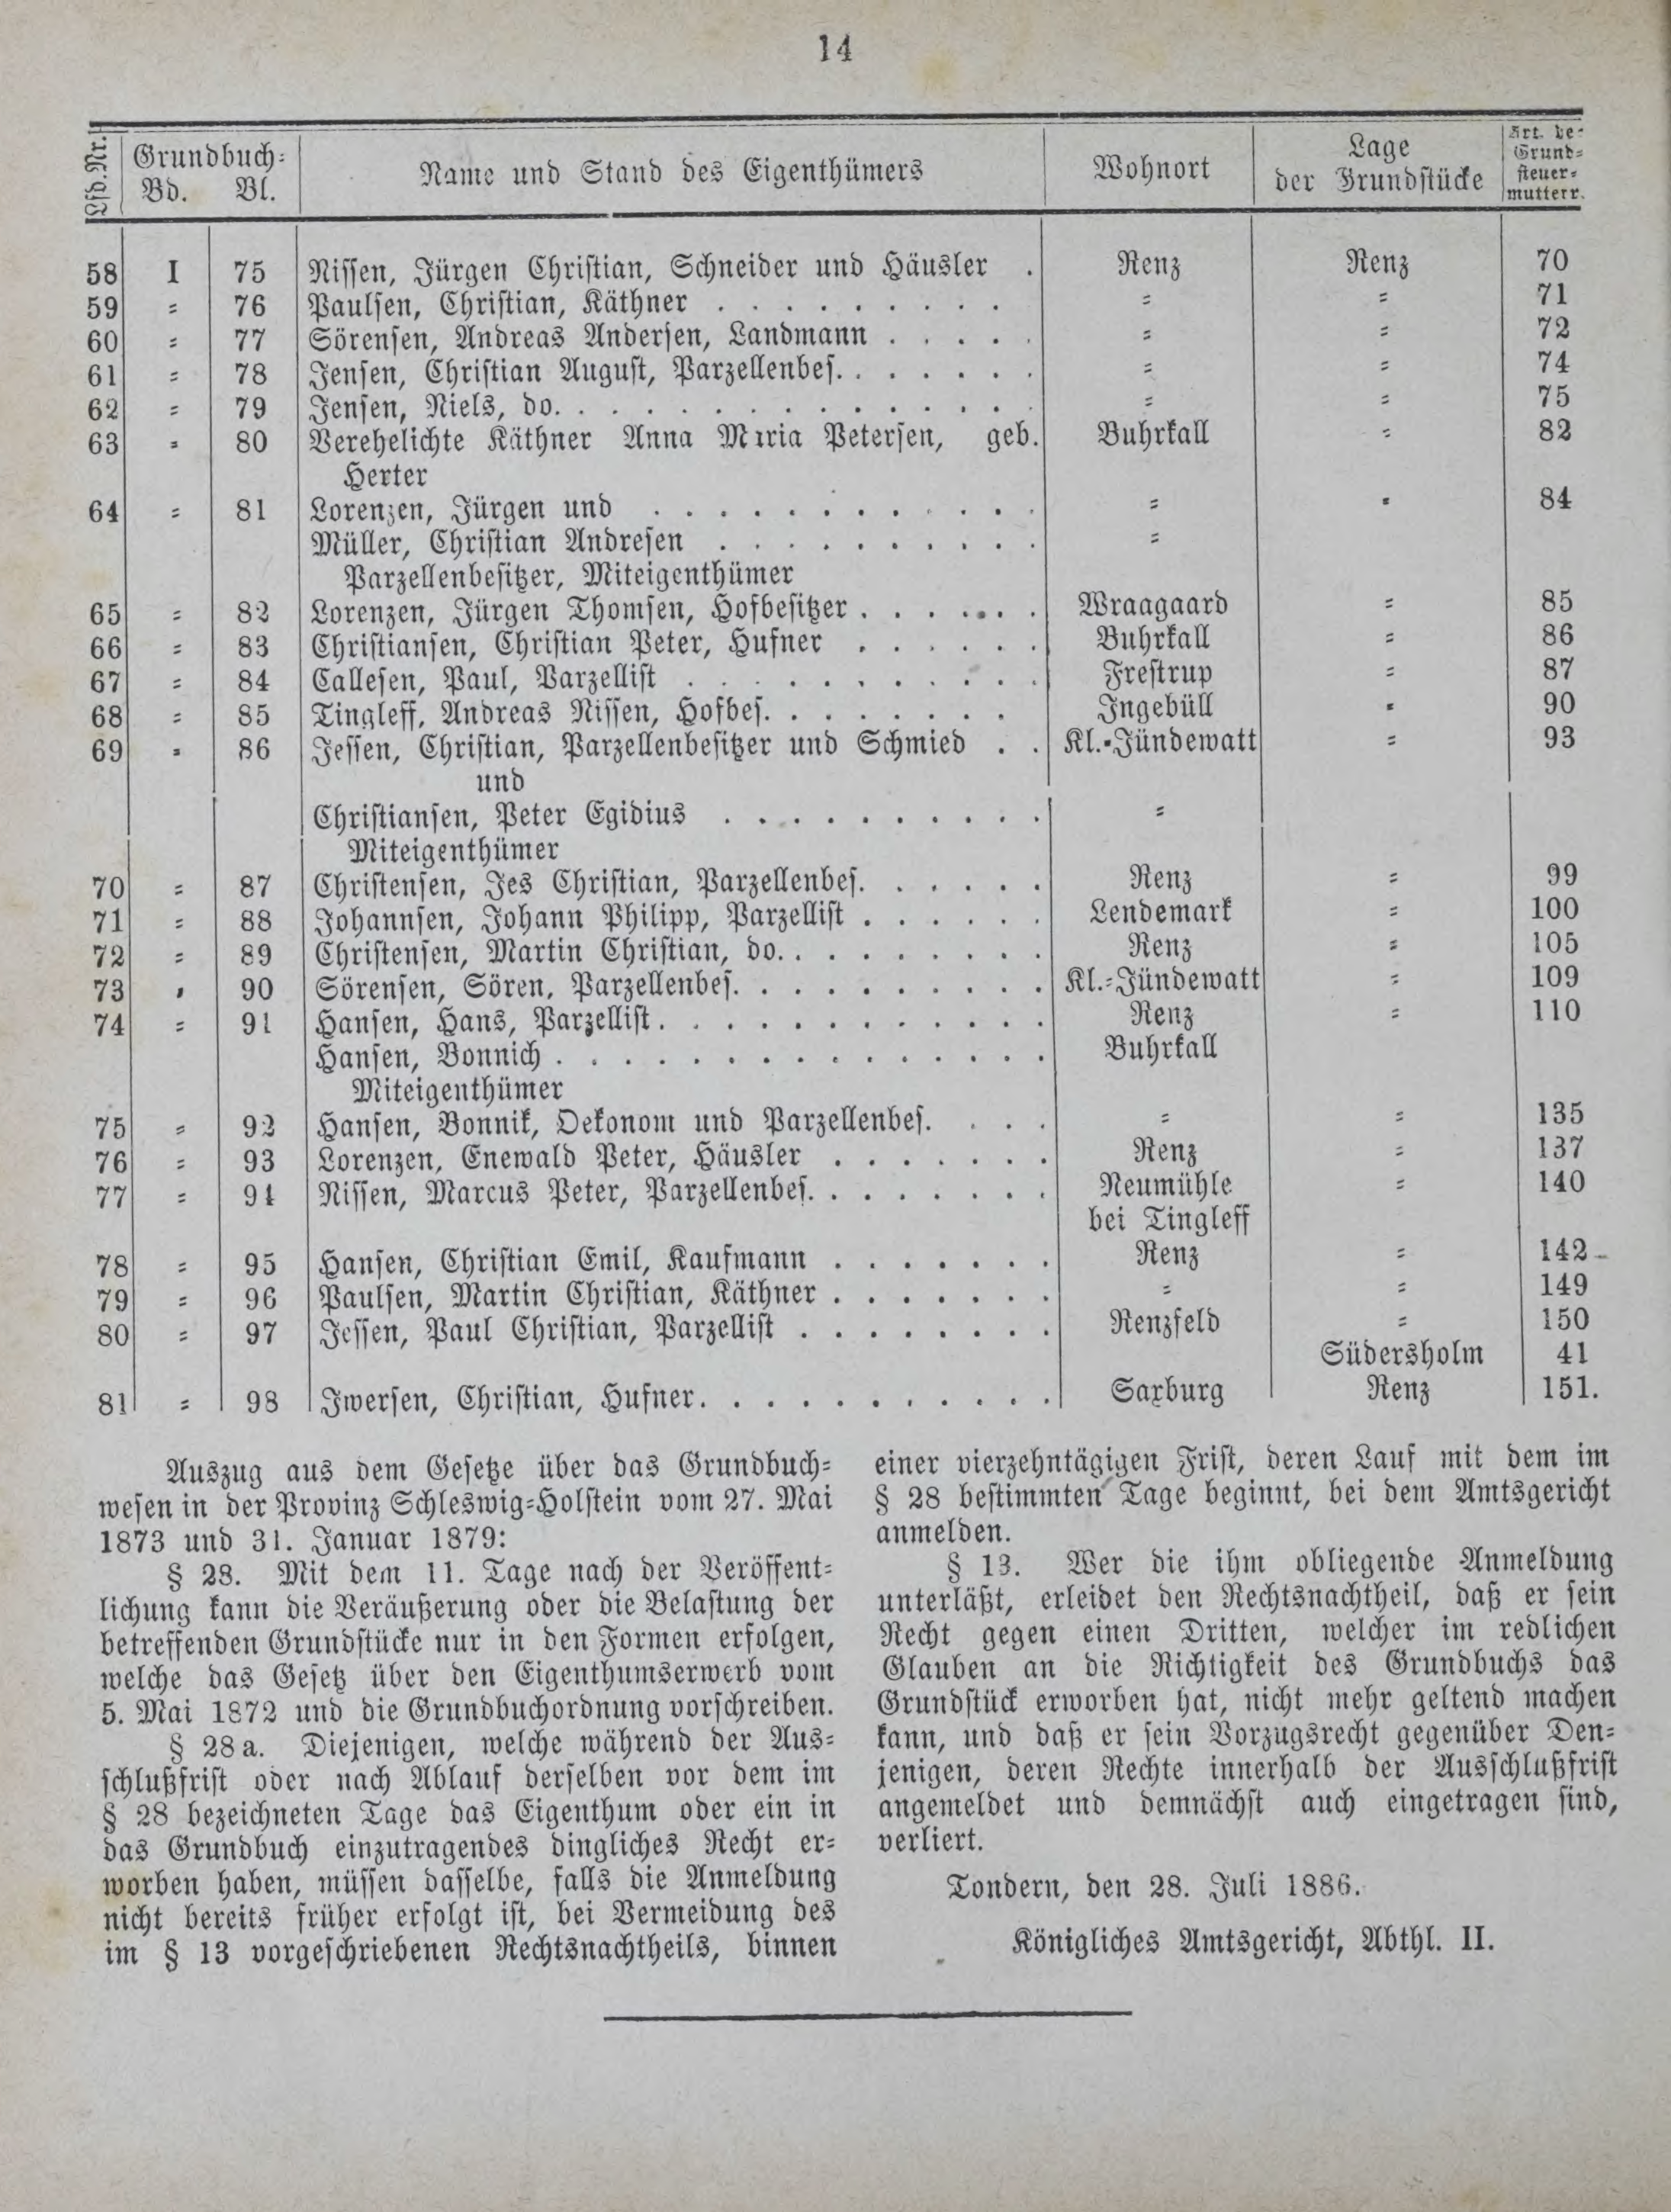 14
Lfd. Nr. Grundbuch= Name und Stand des Eigenthümers Wohnort Lage Art. de=
Bd. Bl. der Grundstücke Grund=
steuer=
mutterr.
58 I 75 Nissen, Jürgen Christian, Schneider und Häusler . Renz Renz 70
59 = 76 Paulsen, Christian, Käthner . . . . . . . . . = = 71
60 = 77 Sörensen, Andreas Andersen, Landmann . . . . . = = 72
61 = 78 Jensen, Christian August, Parzellenbes. . . . . . . = = 74
62 = 79 Jensen, Niels, do. . . . . . . . . . . . . . = = 75
63 = 80 Verehelichte Käthner Anna Maria Petersen, geb. Buhrkall = 82
Herter
64 = 81 Lorenzen, Jürgen und . . . . . . . . . . . . = = 84
Müller, Christian Andresen . . . . . . . . . . =
Parzellenbesitzer, Miteigenthümer
65 = 82 Lorenzen, Jürgen Thomsen, Hofbesitzer . . . . . . Wraagaard = 85
66 = 83 Christiansen, Christian Peter, Hufner . . . . . . Buhrkall = 86
67 = 84 Callesen, Paul, Parzellist . . . . . . . . . . . Frestrup = 87
68 = 85 Tingleff, Andreas Nissen, Hofbes. . . . . . . . Ingebüll = 90
69 = 86 Jessen, Christian, Parzellenbesitzer und Schmied . . Kl.=Jündewatt = 93
und
Christiansen, Peter Egidius . . . . . . . . . . =
Miteigenthümer
70 = 87 Christensen, Jes Christian, Parzellenbes. . . . . . Renz = 99
71 = 88 Johannsen, Johann Philipp, Parzellist . . . . . . Lendemark = 100
72 = 89 Christensen, Martin Christian, do. . . . . . . . . Renz = 105
73 = 90 Sörensen, Sören, Parzellenbes. . . . . . . . . . Kl.=Jündewatt = 109
74 = 91 Hansen, Hans, Parzellist. . . . . . . . . . . . Renz = 110
Hansen, Bonnich . . . . . . . . . . . . . . . Buhrkall
Miteigenthümer
75 = 92 Hansen, Bonnik, Oekonom und Parzellenbes. . . . = = 135
76 = 93 Lorenzen, Enewald Peter, Häusler . . . . . . . Renz = 137
77 = 94 Nissen, Marcus Peter, Parzellenbes. . . . . . . . Neumühle = 140
bei Tingleff
78 = 95 Hansen, Christian Emil, Kaufmann . . . . . . . Renz = 142
79 = 96 Paulsen, Martin Christian, Käthner . . . . . . . = = 149
80 = 97 Jessen, Paul Christian, Parzellist . . . . . . . . Renzfeld = 150
Südersholm 41
81 = 98 Iwersen, Christian, Hufner. . . . . . . . . . . Saxburg Renz 151.
Auszug aus dem Gesetze über das Grundbuch=
wesen in der Provinz Schleswig=Holstein vom 27. Mai
1873 und 31. Januar 1879:
§ 28. Mit dem 11. Tage nach der Veröffent=
lichung kann die Veräußerung oder die Belastung der
betreffenden Grundstücke nur in den Formen erfolgen,
welche das Gesetz über den Eigenthumserwerb vom
5. Mai 1872 und die Grundbuchordnung vorschreiben.
§ 28 a. Diejenigen, welche während der Aus=
schlußfrist oder nach Ablauf derselben vor dem im
§ 28 bezeichneten Tage das Eigenthum oder ein in
das Grundbuch einzutragendes dingliches Recht er=
worben haben, müssen dasselbe, falls die Anmeldung
nicht bereits früher erfolgt ist, bei Vermeidung des
im § 13 vorgeschriebenen Rechtsnachtheils, binnen
einer vierzehntägigen Frist, deren Lauf mit dem im
§ 28 bestimmten Tage beginnt, bei dem Amtsgericht
anmelden.
§ 13. Wer die ihm obliegende Anmeldung
unterläßt, erleidet den Rechtsnachtheil, daß er sein
Recht gegen einen Dritten, welcher im redlichen
Glauben an die Richtigkeit des Grundbuchs das
Grundstück erworben hat, nicht mehr geltend machen
kann, und daß er sein Vorzugsrecht gegenüber Den=
jenigen, deren Rechte innerhalb der Ausschlußfrist
angemeldet und demnächst auch eingetragen sind,
verliert.
Tondern, den 28. Juli 1886.
Königliches Amtsgericht, Abthl. II.